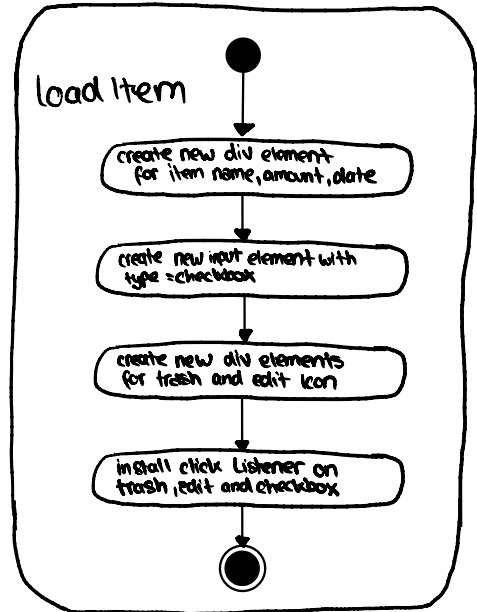 load Item
create new div element
for item name, amount, date
create new input element with
type = checkbox
create new div elements
for trash and edit Icon
install click Listener on
trash, edit and checkbox